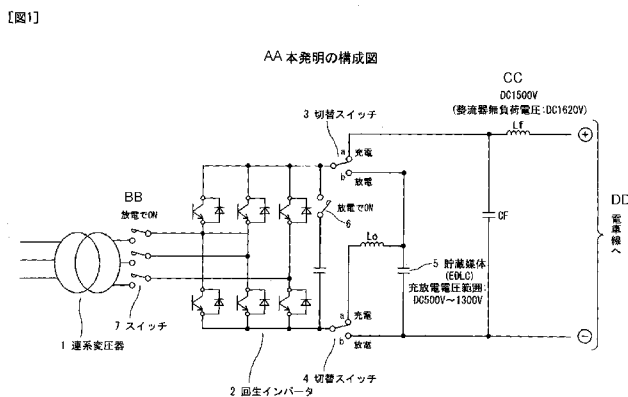 [図1]
AA 本発明の構成図
CC
DC1500V
(整流器無負荷電圧:DC1620V)
Lf
3 切替スイッチ
a 充電
b 放電
BB
放電でON
放電でON
6
CF
DD
電車線へ
Lo
5 貯蔵媒体
(EDLC)
充放電電圧範囲:
DC500V～1300V
7 スイッチ
a 充電
b 放電
1 連系変圧器
4 切替スイッチ
2 回生インバータ